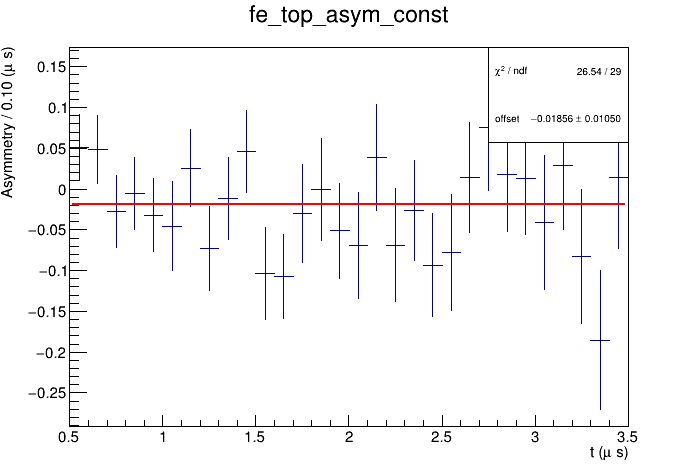 fe_top_asym_const
Asymmetry / 0.10 (μ s)
χ² / ndf 26.54 / 29
offset −0.01856 ± 0.01050
0.15
0.1
0.05
0
−0.05
−0.1
−0.15
−0.2
−0.25
0.5 1 1.5 2 2.5 3 3.5
t (μ s)